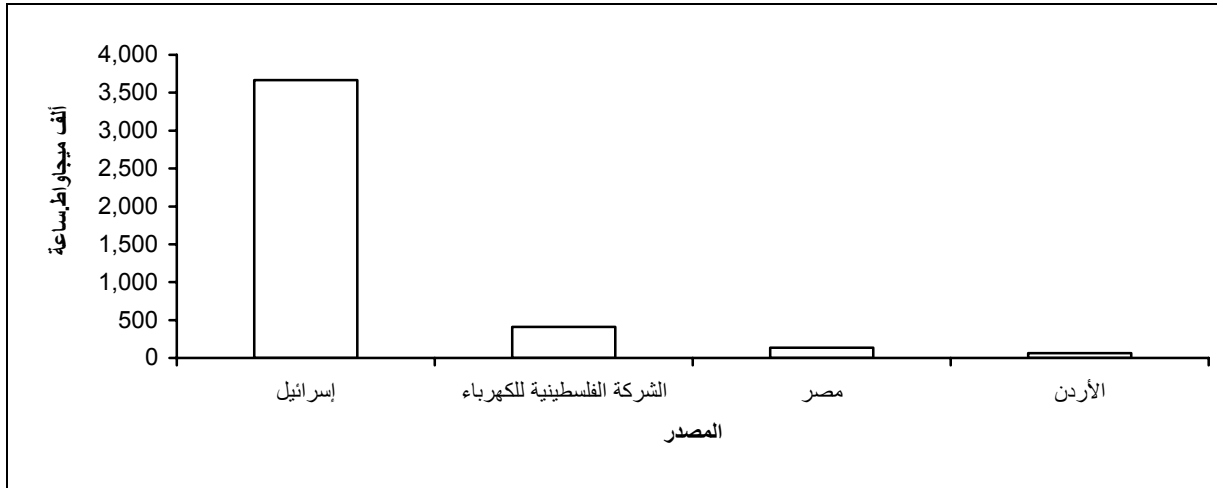 ألف ميجاواط.ساعة
4,000
3,500
3,000
2,500
2,000
1,500
1,000
500
0
إسرائيل
الشركة الفلسطينية للكهرباء
مصر
الأردن
المصدر